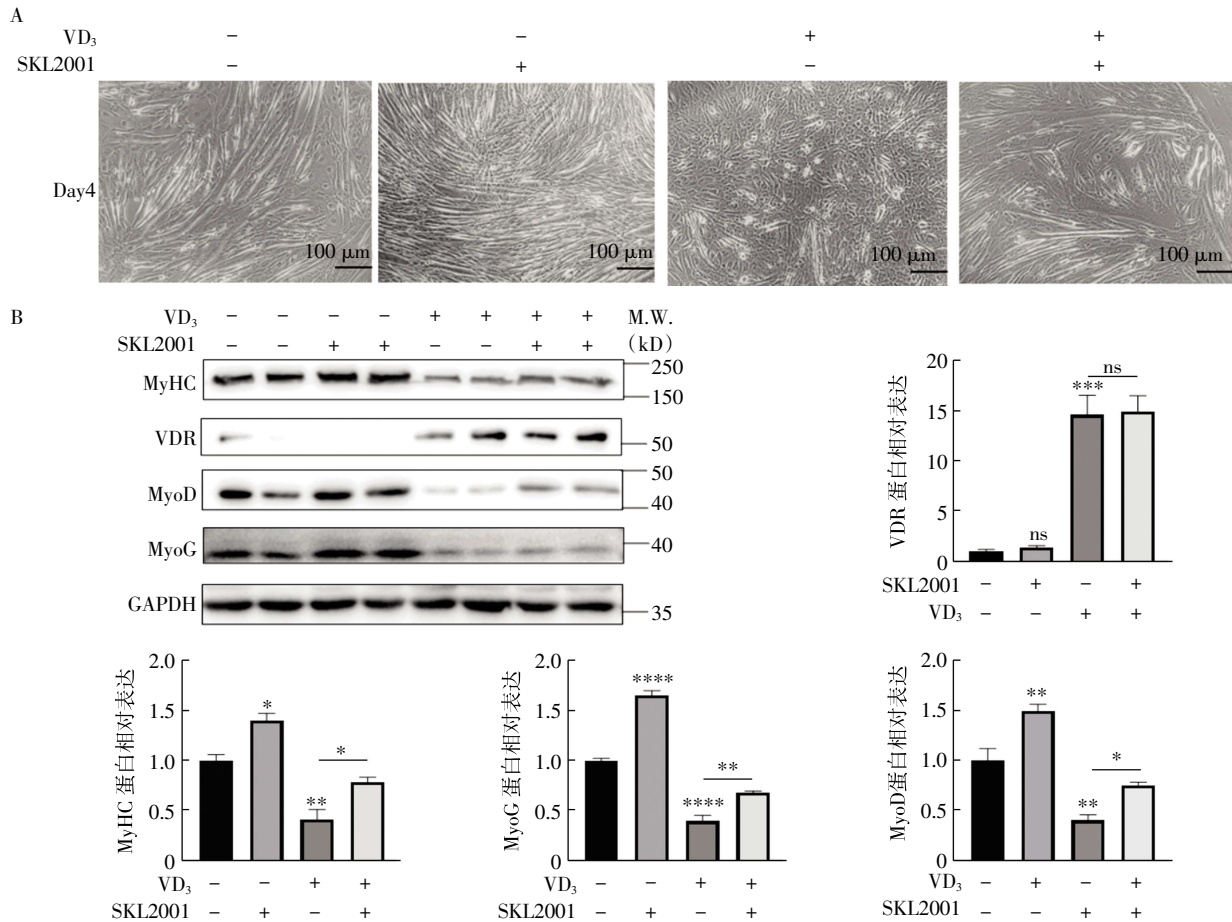 A
VD₃ − − + +
SKL2001 − + − +
Day4
100 μm 100 μm 100 μm 100 μm
B
VD₃ − − − − + + + + M.W.
SKL2001 − − + + − − + + (kD)
MyHC 250
150
VDR 50
MyoD 50
40
MyoG 40
GAPDH 35
VDR 蛋白相对表达
20
15
10
5
0
ns *** ns
SKL2001 − + − +
VD₃ − − + +
MyHC 蛋白相对表达
2.0
1.5
1.0
0.5
0
* ** *
VD₃ − − + +
SKL2001 − + − +
MyoG 蛋白相对表达
2.0
1.5
1.0
0.5
0
**** **** **
VD₃ − − + +
SKL2001 − + − +
MyoD蛋白相对表达
2.0
1.5
1.0
0.5
0
** ** *
VD₃ − + − +
SKL2001 − − + +